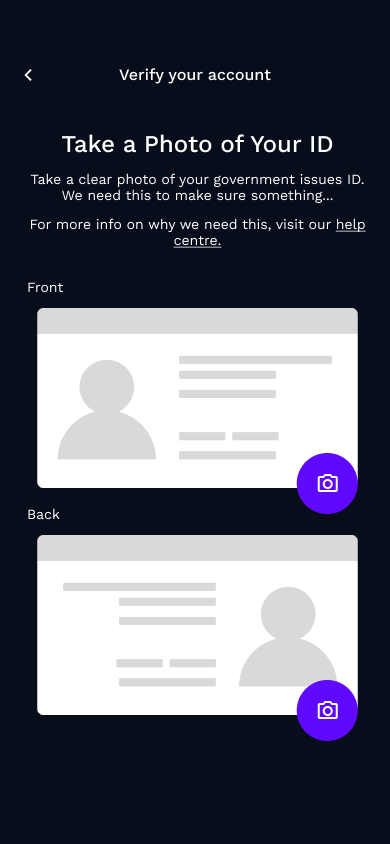 Verify your account
Take a Photo of Your ID
Take a clear photo of your government issues ID.
We need this to make sure something...
For more info on why we need this, visit our help
centre.
Front
Back